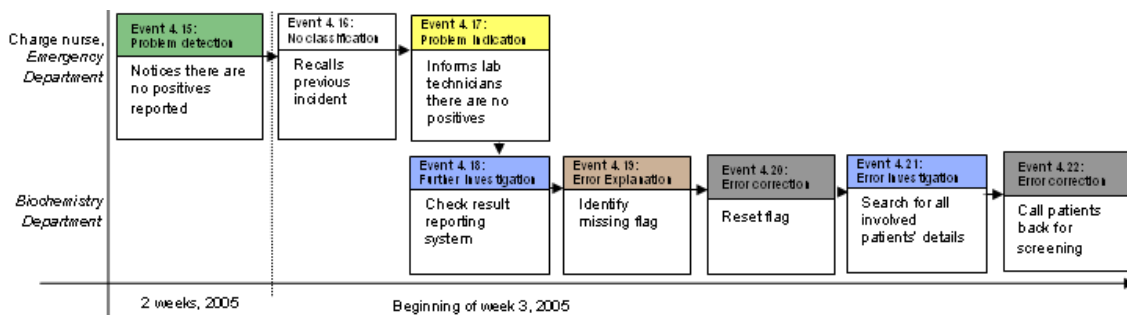 Charge nurse,
Emergency
Department
Event 4.15:
Problem detection
Notices there are
no positives
reported
Event 4.16:
No classification
Recalls
previous
incident
Event 4.17:
Problem Indication
Informs lab
technicians
there are no
positives
Biochemistry
Department
Event 4.18:
Further Investigation
Check result
reporting
system
Event 4.19:
Error Explanation
Identify
missing flag
Event 4.20:
Error correction
Reset flag
Event 4.21:
Error Investigation
Search for all
involved
patients' details
Event 4.22:
Error correction
Call patients
back for
screening
2 weeks, 2005
Beginning of week 3, 2005